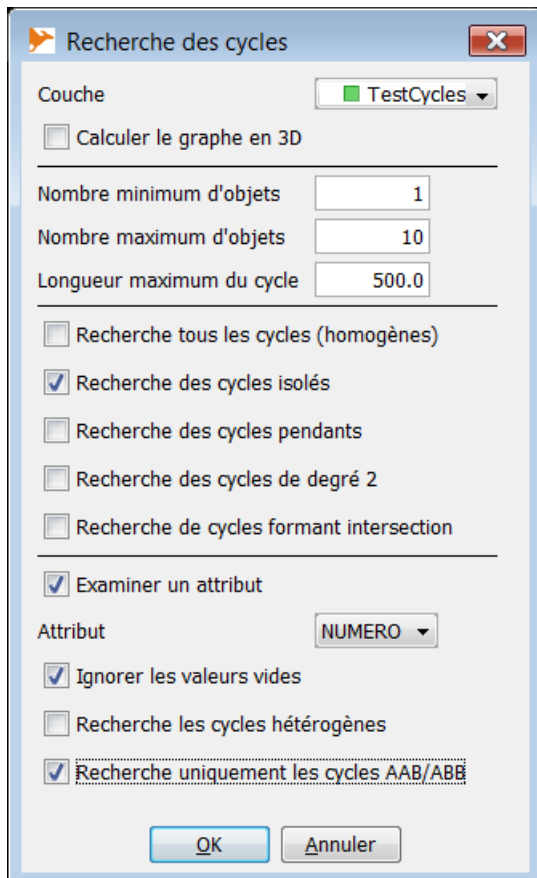 Recherche des cycles
Couche TestCycles
Calculer le graphe en 3D
Nombre minimum d'objets 1
Nombre maximum d'objets 10
Longueur maximum du cycle 500.0
Recherche tous les cycles (homogènes)
Recherche des cycles isolés
Recherche des cycles pendants
Recherche des cycles de degré 2
Recherche de cycles formant intersection
Examiner un attribut
Attribut NUMERO
Ignorer les valeurs vides
Recherche les cycles hétérogènes
Recherche uniquement les cycles AAB/ABB
OK Annuler